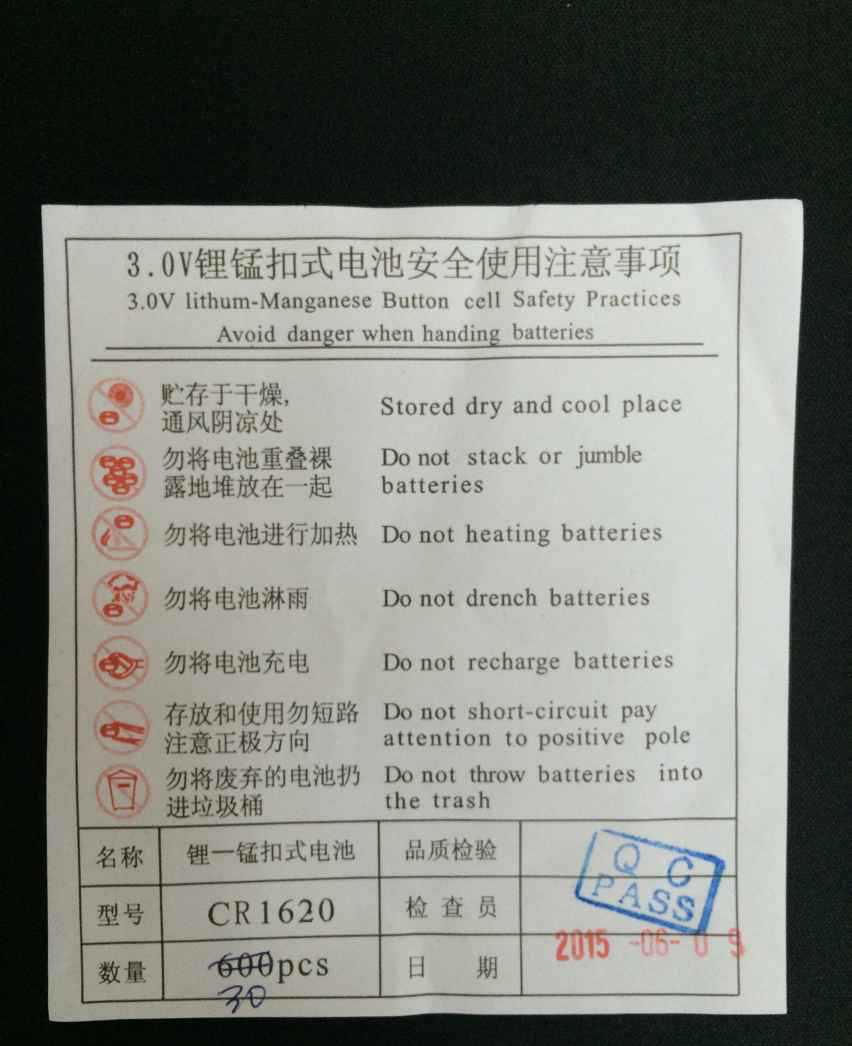 3.0V锂锰扣式电池安全使用注意事项
3.0V lithum-Manganese Button cell Safety Practices
Avoid danger when handing batteries
贮存于干燥,
通风阴凉处
Stored dry and cool place
勿将电池重叠裸
露地堆放在一起
Do not stack or jumble
batteries
勿将电池进行加热
Do not heating batteries
勿将电池淋雨
Do not drench batteries
勿将电池充电
Do not recharge batteries
存放和使用勿短路
注意正极方向
Do not short-circuit pay
attention to positive pole
勿将废弃的电池扔
进垃圾桶
Do not throw batteries into
the trash
名称 锂一锰扣式电池 品质检验
QC
PASS
型号 CR1620 检查员
数量 600pcs 日期 2015-06-09
30